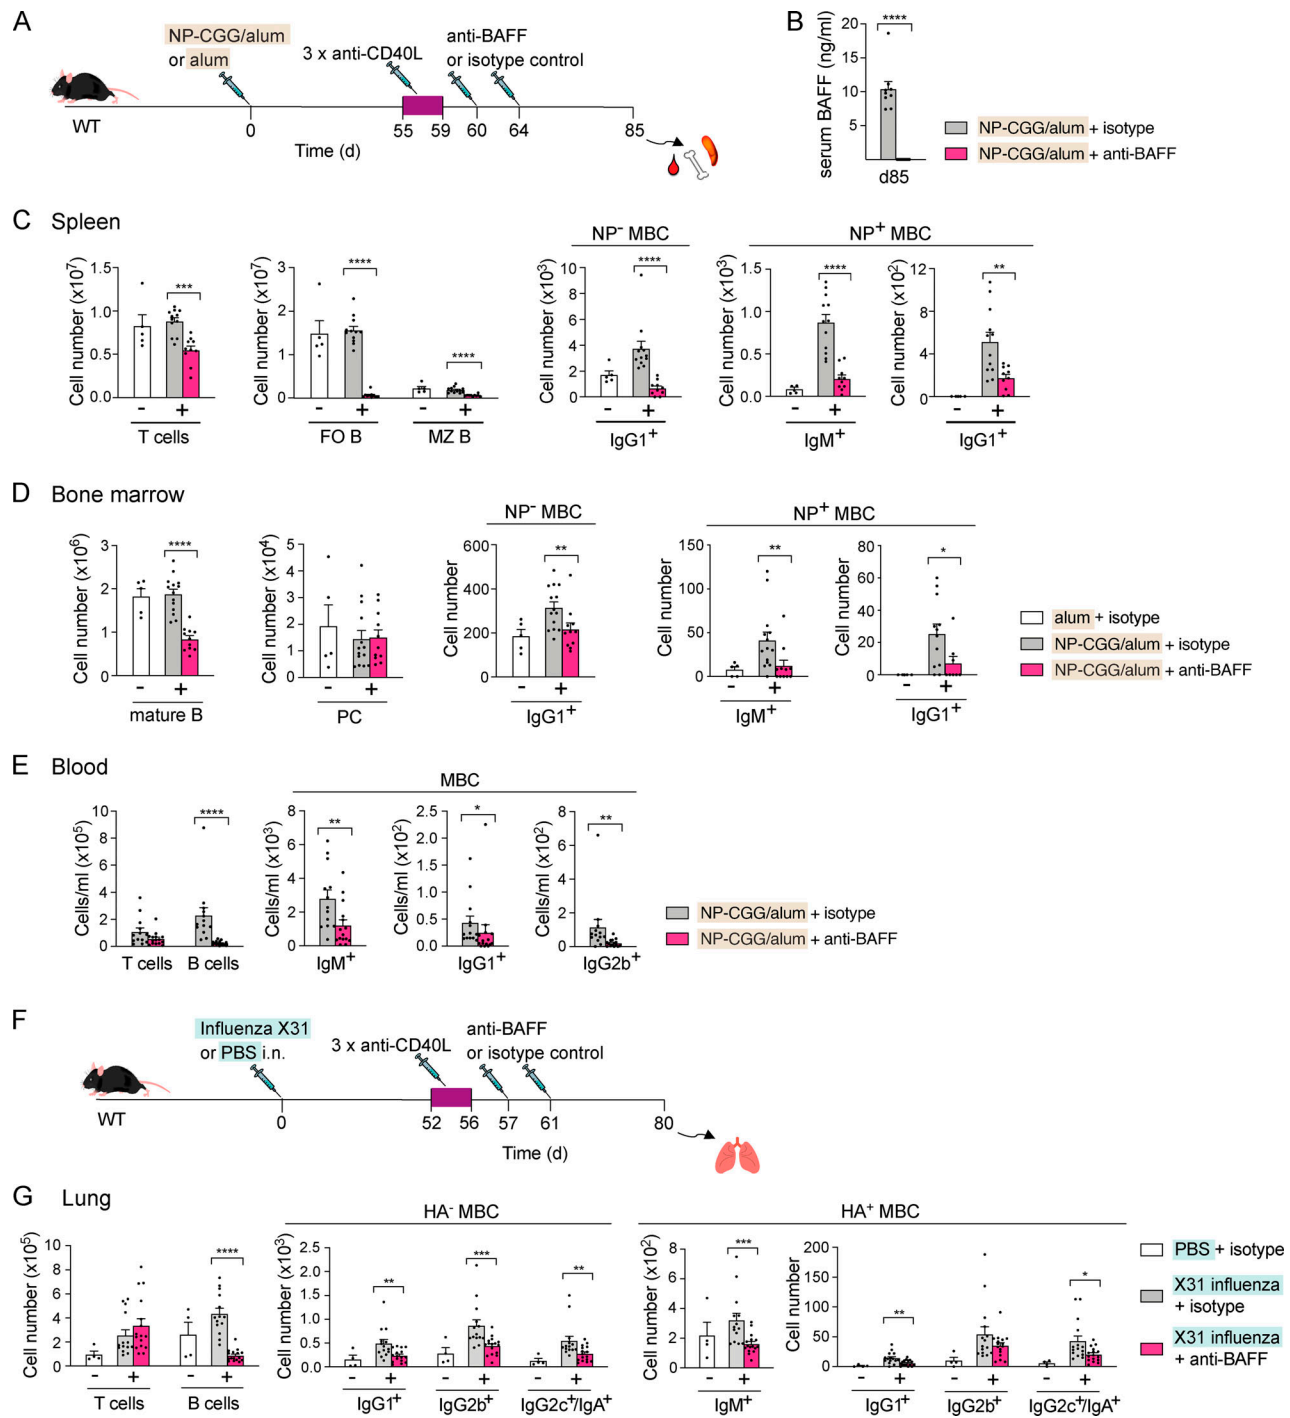 A
NP-CGG/alum
or alum
3 x anti-CD40L
anti-BAFF
or isotype control
WT
0
55
59
60
64
85
Time (d)
B
serum BAFF (ng/ml)
20
15
10
5
****
d85
NP-CGG/alum + isotype
NP-CGG/alum + anti-BAFF
C Spleen
NP⁻ MBC
NP⁺ MBC
Cell number (x10⁷)
1.5
1.0
0.5
0.0
***
- +
T cells
Cell number (x10⁷)
3
2
1
0
****
****
- + - +
FO B MZ B
Cell number (x10³)
10
8
6
4
2
0
****
- +
IgG1⁺
Cell number (x10³)
1.5
1.0
0.5
0.0
****
- +
IgM⁺
Cell number (x10²)
12
8
4
0
**
- +
IgG1⁺
D Bone marrow
NP⁻ MBC
NP⁺ MBC
Cell number (x10⁶)
3
2
1
0
****
- +
mature B
Cell number (x10⁴)
5
4
3
2
1
0
- +
PC
Cell number
600
400
200
0
**
- +
IgG1⁺
Cell number
150
100
50
0
**
- +
IgM⁺
Cell number
80
60
40
20
0
*
- +
IgG1⁺
alum + isotype
NP-CGG/alum + isotype
NP-CGG/alum + anti-BAFF
E Blood
MBC
Cells/ml (x10⁵)
10
8
6
4
2
0
****
T cells B cells
Cells/ml (x10³)
8
6
4
2
0
**
IgM⁺
Cells/ml (x10²)
2.5
2.0
1.5
1.0
0.5
0.0
*
IgG1⁺
Cells/ml (x10²)
8
6
4
2
0
**
IgG2b⁺
NP-CGG/alum + isotype
NP-CGG/alum + anti-BAFF
F
Influenza X31
or PBS i.n.
3 x anti-CD40L
anti-BAFF
or isotype control
WT
0
52
56
57
61
80
Time (d)
G Lung
HA⁻ MBC
HA⁺ MBC
Cell number (x10⁵)
10
8
6
4
2
0
****
- + - +
T cells B cells
Cell number (x10³)
2.5
2.0
1.5
1.0
0.5
0.0
**
***
**
- + - + - +
IgG1⁺ IgG2b⁺ IgG2c⁺/IgA⁺
Cell number (x10²)
8
6
4
2
0
***
- +
IgM⁺
Cell number
200
150
100
50
0
**
*
- + - + - +
IgG1⁺ IgG2b⁺ IgG2c⁺/IgA⁺
PBS + isotype
X31 influenza
+ isotype
X31 influenza
+ anti-BAFF